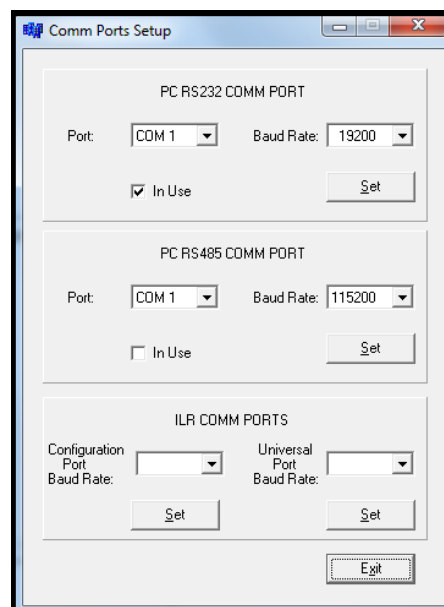 Comm Ports Setup
PC RS232 COMM PORT
Port: COM 1 Baud Rate: 19200
In Use Set
PC RS485 COMM PORT
Port: COM 1 Baud Rate: 115200
In Use Set
ILR COMM PORTS
Configuration Port Baud Rate:
Universal Port Baud Rate:
Set Set
Exit